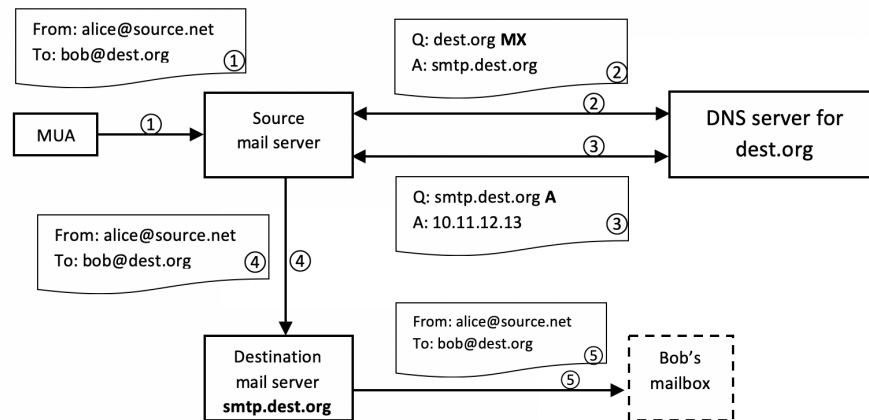 From: alice@source.net
To: bob@dest.org
①
Q: dest.org MX
A: smtp.dest.org
②
MUA
①
Source
mail server
②
③
DNS server for
dest.org
Q: smtp.dest.org A
A: 10.11.12.13
③
From: alice@source.net
To: bob@dest.org
④
④
From: alice@source.net
To: bob@dest.org
⑤
Destination
mail server
smtp.dest.org
⑤
Bob's
mailbox